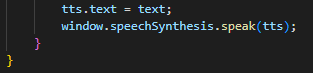 tts.text = text;
window.speechSynthesis.speak(tts);
}
}